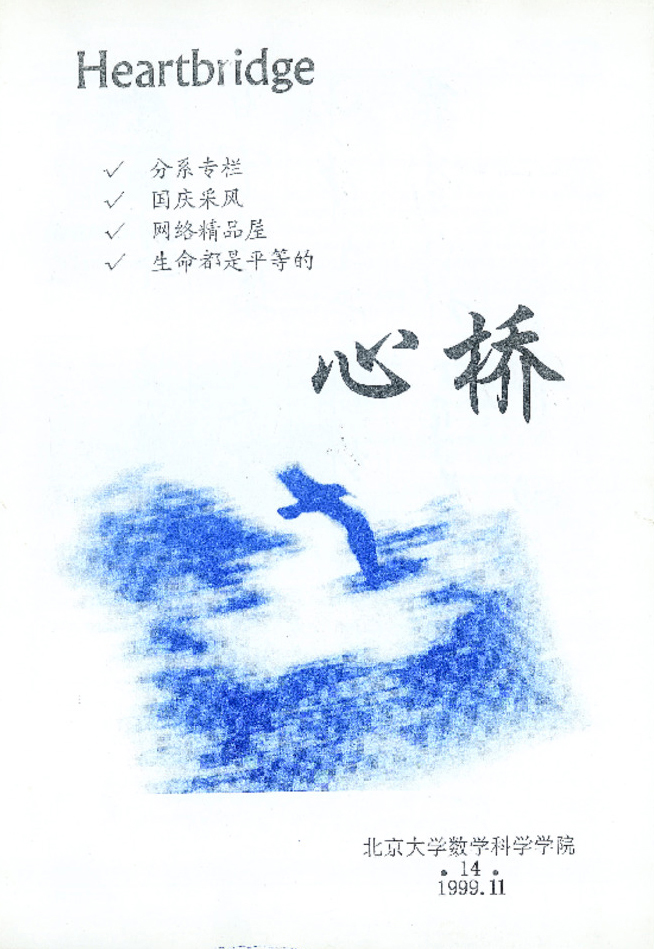 Heartbridge
✓ 分系专栏
✓ 国庆采风
✓ 网络精品屋
✓ 生命都是平等的
心桥
北京大学数学科学学院
• 14 •
1999.11